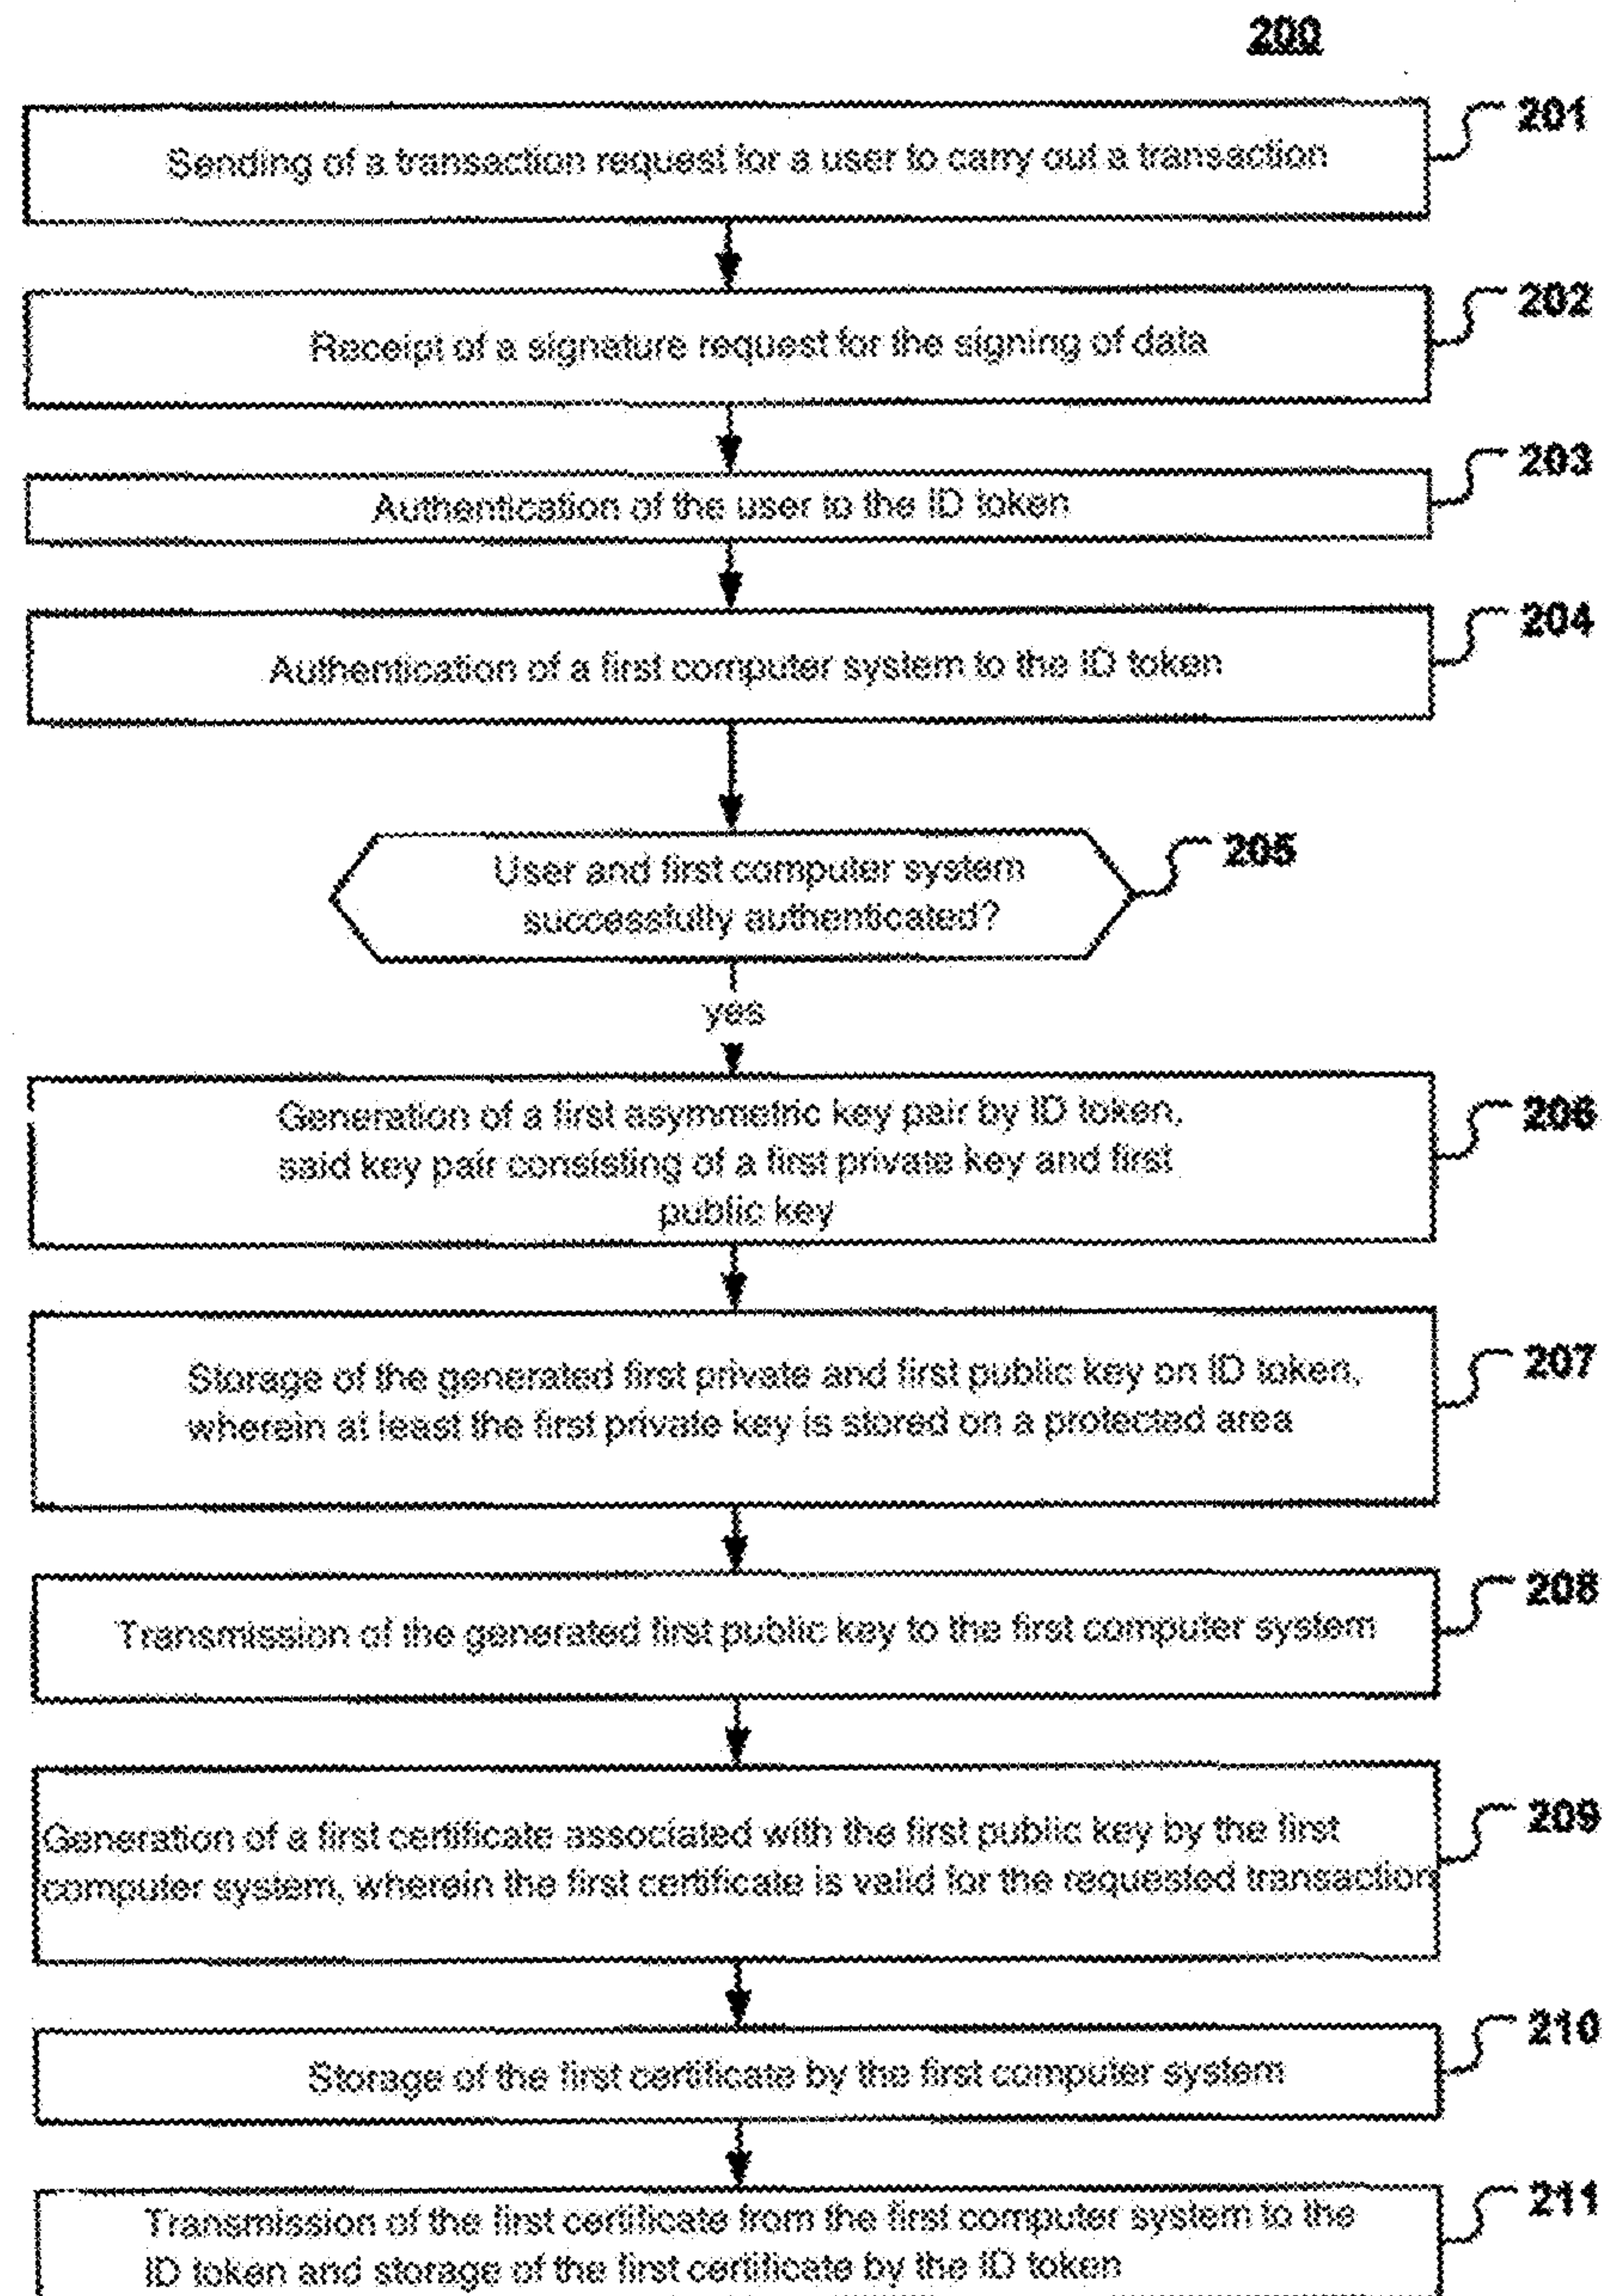 200
Sending of a transaction request for a user to carry out a transaction
201
Receipt of a signature request for the signing of data
202
Authentication of the user to the ID token
203
Authentication of a first computer system to the ID token
204
User and first computer system
successfully authenticated?
205
yes
Generation of a first asymmetric key pair by ID token,
said key pair consisting of a first private key and first
public key
206
Storage of the generated first private and first public key on ID token,
wherein at least the first private key is stored on a protected area
207
Transmission of the generated first public key to the first computer system
208
Generation of a first certificate associated with the first public key by the first
computer system, wherein the first certificate is valid for the requested transaction
209
Storage of the first certificate by the first computer system
210
Transmission of the first certificate from the first computer system to the
ID token and storage of the first certificate by the ID token
211